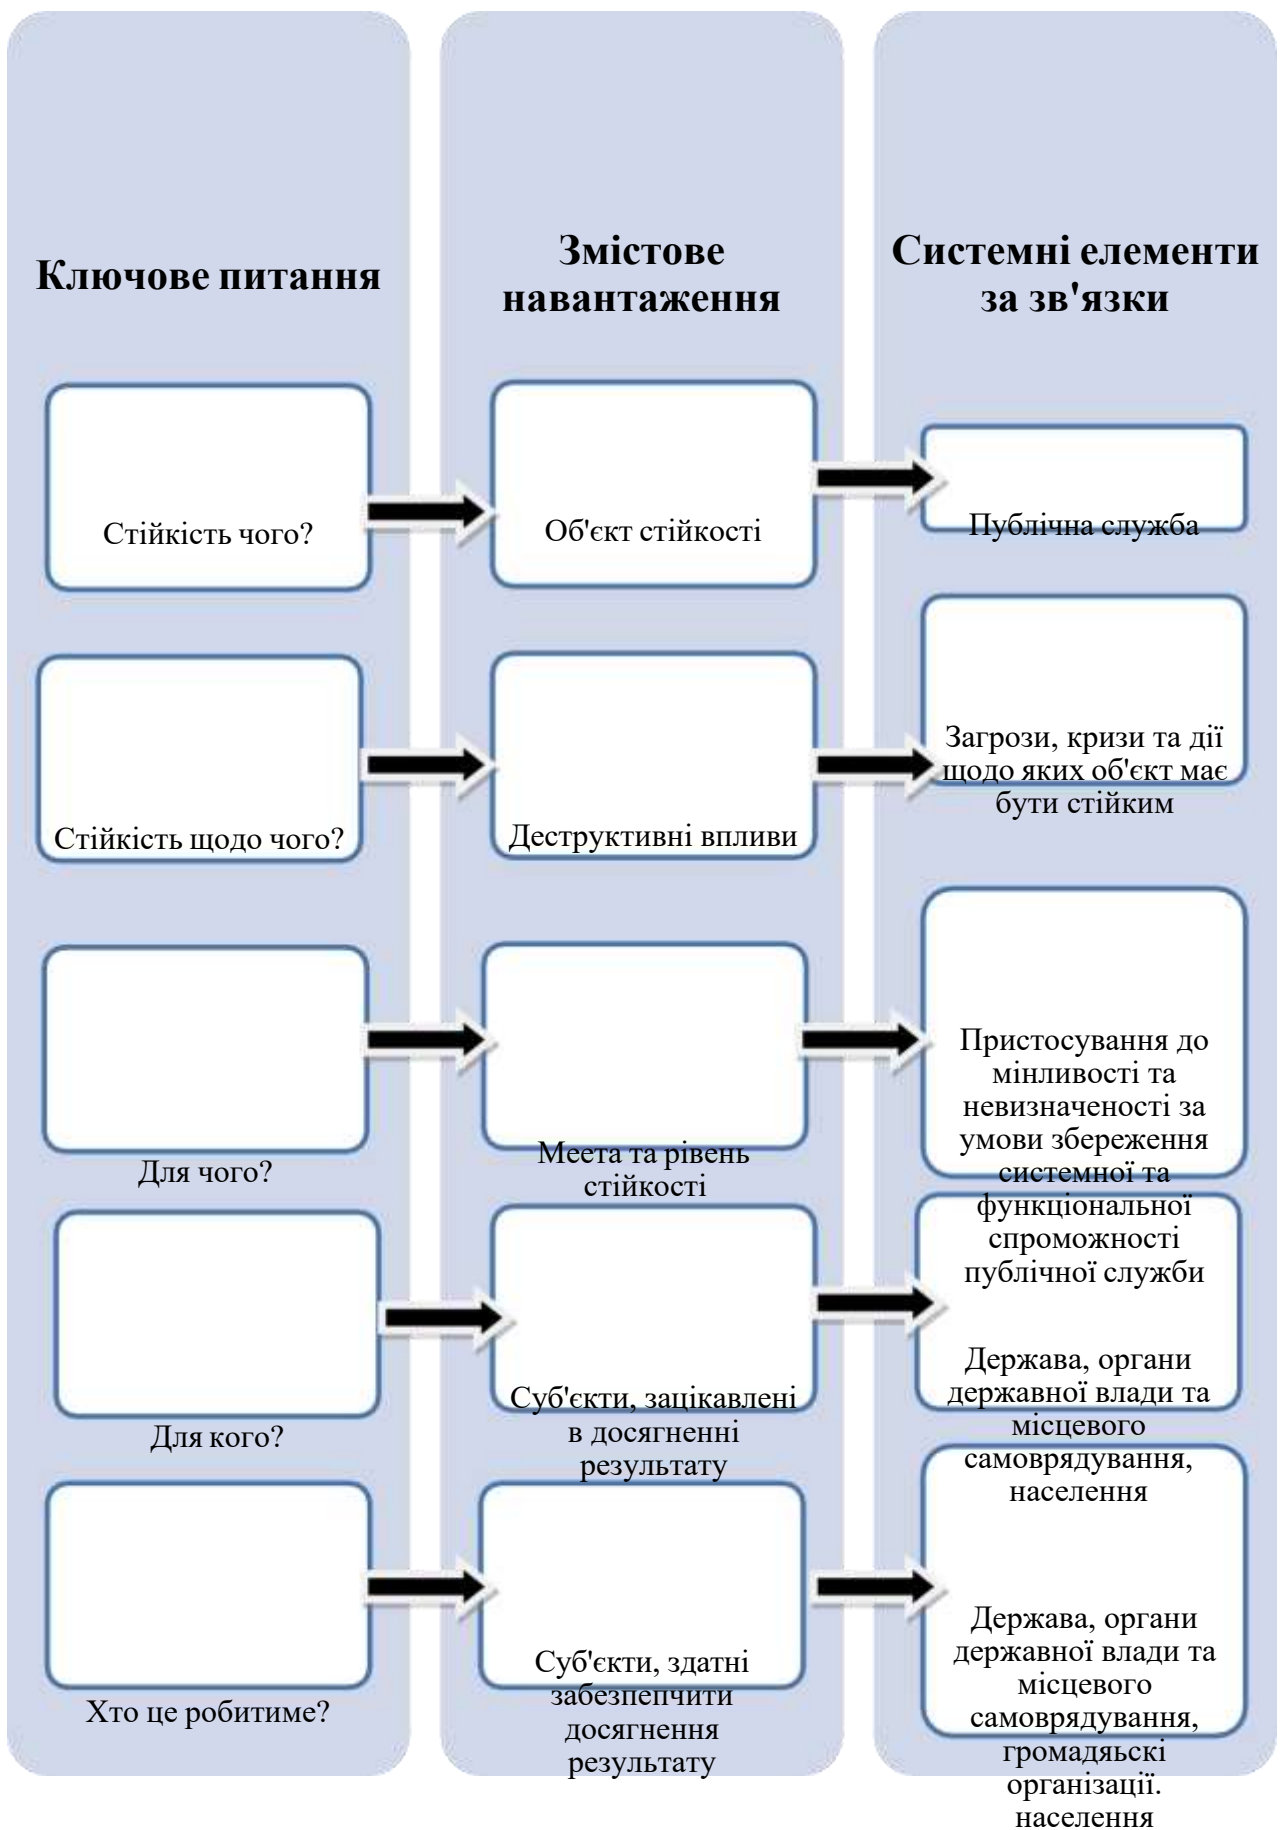 Ключове питання
Змістове
навантаження
Системні елементи
за зв'язки
Стійкість чого?
Об'єкт стійкості
Публічна служба
Стійкість щодо чого?
Деструктивні впливи
Загрози, кризи та дії
щодо яких об'єкт має
бути стійким
Для чого?
Меета та рівень
стійкості
Пристосування до
мінливості та
невизначеності за
умови збереження
системної та
функціональної
спроможності
публічної служби
Для кого?
Суб'єкти, зацікавлені
в досягненні
результату
Держава, органи
державної влади та
місцевого
самоврядування,
населення
Хто це робитиме?
Суб'єкти, здатні
забезпепчити
досягнення
результату
Держава, органи
державної влади та
місцевого
самоврядування,
громадяьскі
організації.
населення